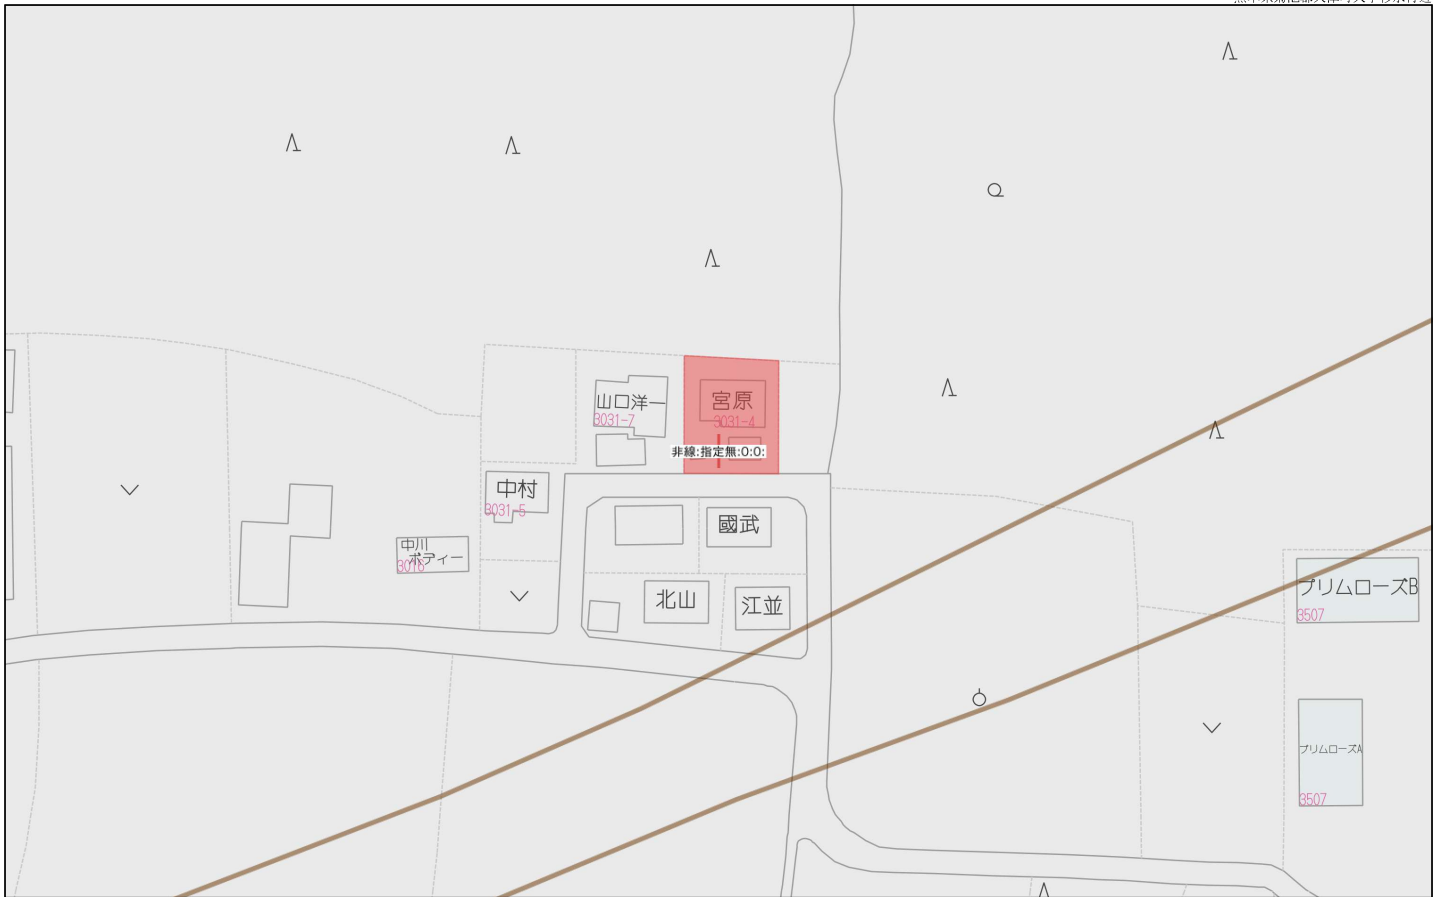 山口洋一
3031-7
宮原
3031-4
非線:指定無:0:0:
中村
3031-5
國武
中川
ボディー
3016
北山
江並
プリムローズB
3507
プリムローズA
3507